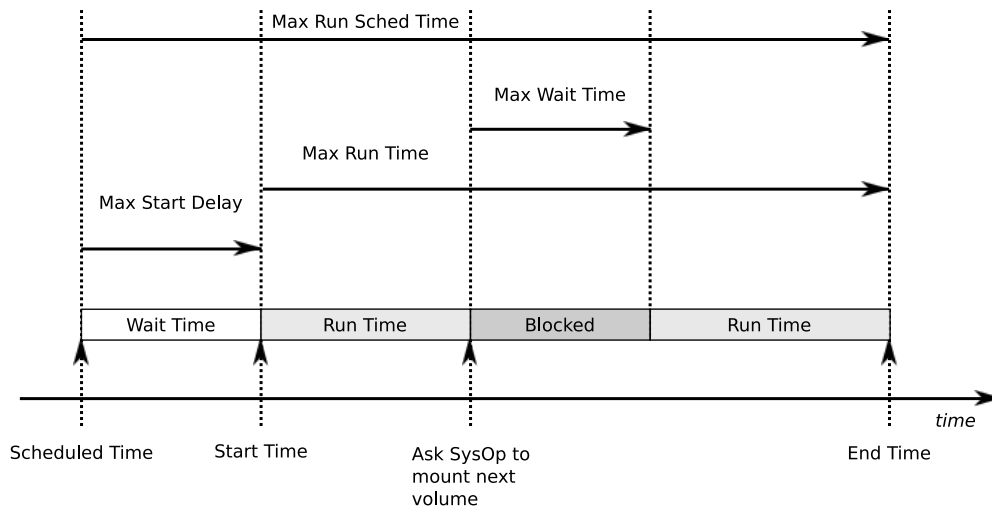 Max Run Sched Time
Max Wait Time
Max Run Time
Max Start Delay
Wait Time
Run Time
Blocked
Run Time
time
Scheduled Time
Start Time
Ask SysOp to
mount next
volume
End Time